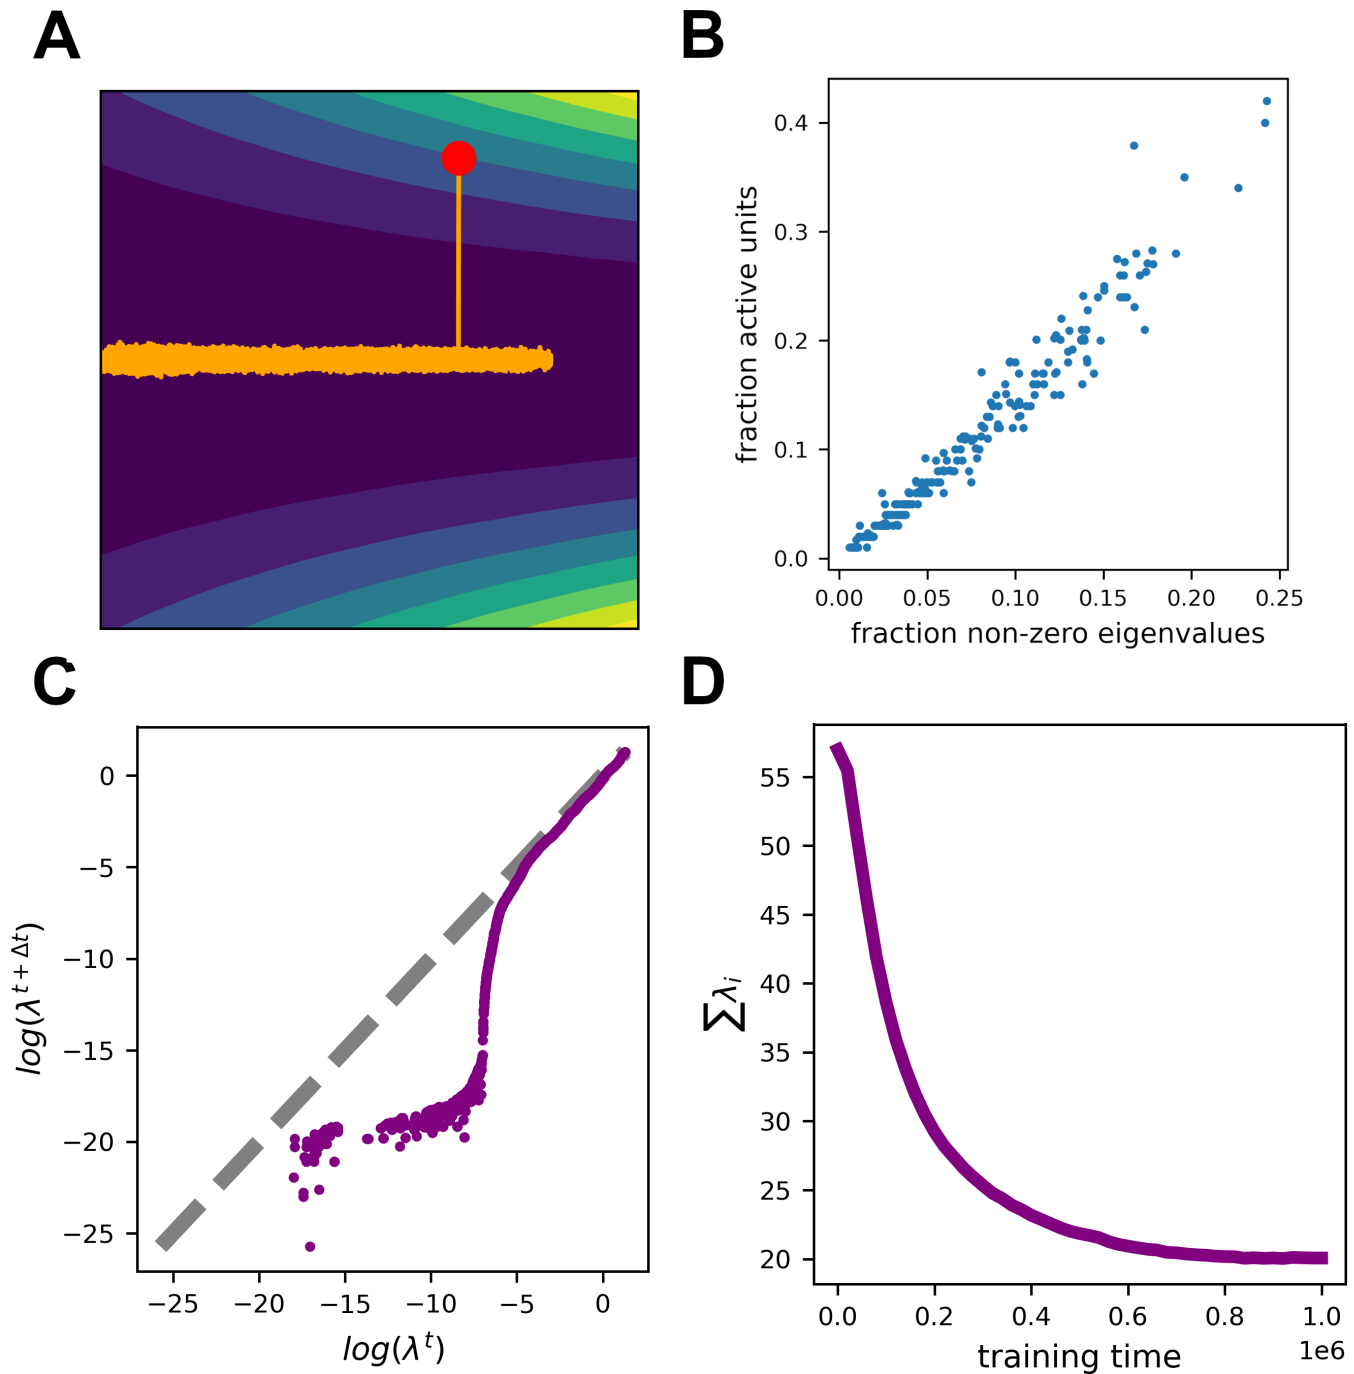 A
B
fraction active units
0.4
0.3
0.2
0.1
0.0
0.00 0.05 0.10 0.15 0.20 0.25
fraction non-zero eigenvalues
C
log(λ^{t + Δt})
0
−5
−10
−15
−20
−25
−25 −20 −15 −10 −5 0
log(λ^t)
D
∑λ_i
55
50
45
40
35
30
25
20
0.0 0.2 0.4 0.6 0.8 1.0
training time
1e6